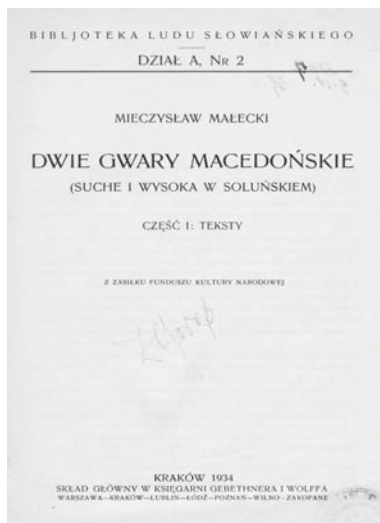 BIBLJOTEKA LUDU SŁOWIAŃSKIEGO
DZIAŁ A, NR 2
MIECZYSŁAW MAŁECKI
DWIE GWARY MACEDOŃSKIE
(SUCHE I WYSOKA W SOLUŃSKIEM)
CZĘŚĆ I: TEKSTY
Z ZASIŁKU FUNDUSZU KULTURY NARODOWEJ
KRAKÓW 1934
SKŁAD GŁÓWNY W KSIĘGARNI GEBETHNERA I WOLFFA
WARSZAWA—KRAKÓW—LUBLIN—ŁÓDŹ—POZNAŃ—WILNO—ZAKOPANE